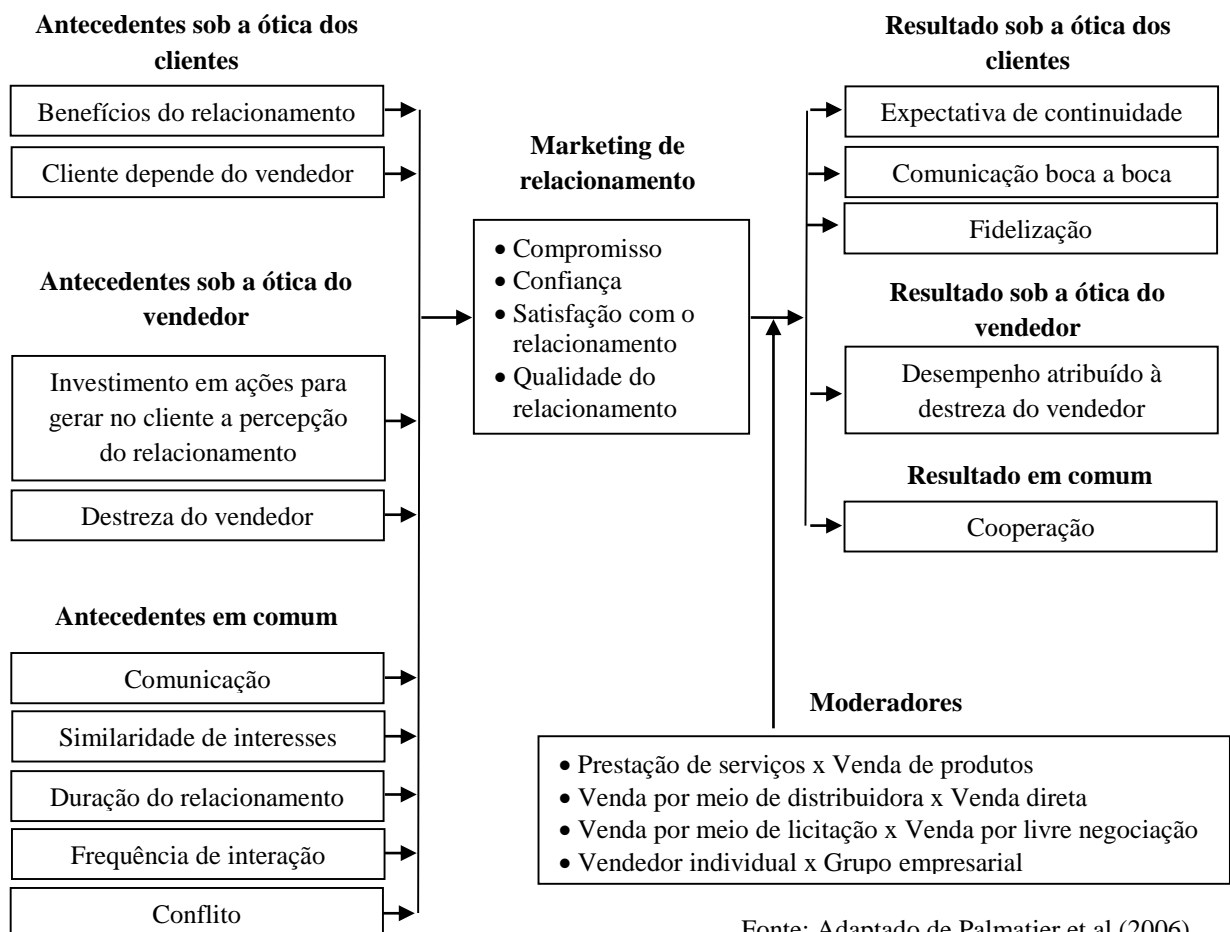 Antecedentes sob a ótica dos
clientes
Benefícios do relacionamento
Cliente depende do vendedor
Antecedentes sob a ótica do
vendedor
Investimento em ações para
gerar no cliente a percepção
do relacionamento
Destreza do vendedor
Antecedentes em comum
Comunicação
Similaridade de interesses
Duração do relacionamento
Frequência de interação
Conflito
Marketing de
relacionamento
• Compromisso
• Confiança
• Satisfação com o
relacionamento
• Qualidade do
relacionamento
Resultado sob a ótica dos
clientes
Expectativa de continuidade
Comunicação boca a boca
Fidelização
Resultado sob a ótica do
vendedor
Desempenho atribuído à
destreza do vendedor
Resultado em comum
Cooperação
Moderadores
• Prestação de serviços x Venda de produtos
• Venda por meio de distribuidora x Venda direta
• Venda por meio de licitação x Venda por livre negociação
• Vendedor individual x Grupo empresarial
Fonte: Adaptado de Palmatier et al (2006)